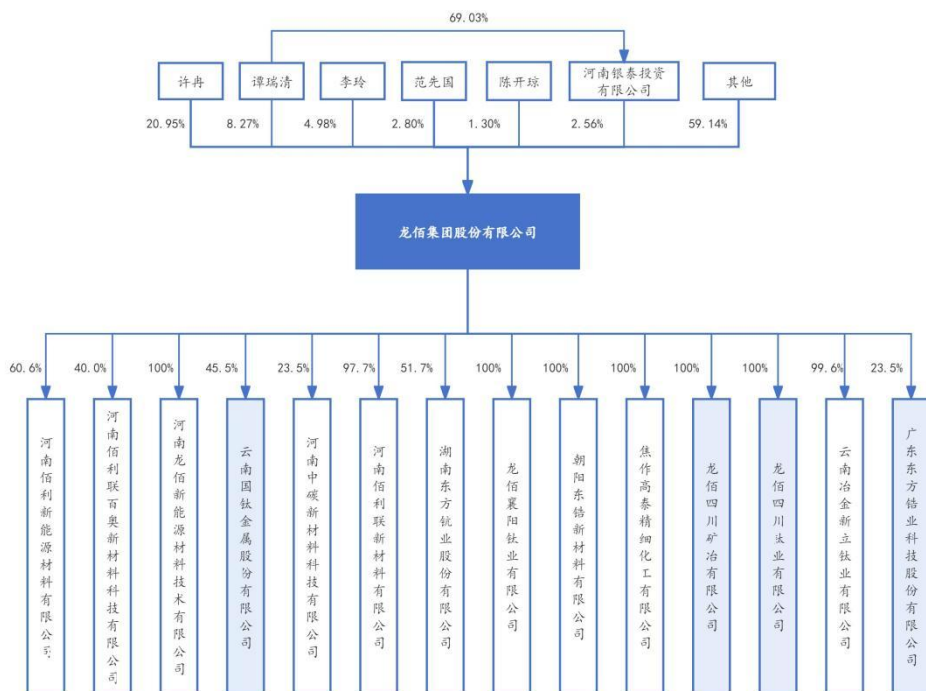 69.03%
许冉
谭瑞清
李玲
范先国
陈开琼
河南银泰投资
有限公司
其他
20.95%
8.27%
4.98%
2.80%
1.30%
2.56%
59.14%
龙佰集团股份有限公司
60.6%
40.0%
100%
45.5%
23.5%
97.7%
51.7%
100%
100%
100%
100%
100%
99.6%
23.5%
河南佰利新能源材料有限公司
河南佰利联百奥新材料科技有限公司
河南龙佰新能源材料科技术有限公司
云南国钛金属股份有限公司
河南中碳新材料科技有限公司
河南佰利联新材料有限公司
湖南东方钪业股份有限公司
龙佰襄阳钛业有限公司
朝阳东锆新材料有限公司
焦作高泰精细化工有限公司
龙佰四川矿冶有限公司
龙佰四川钛业有限公司
云南冶金新立钛业有限公司
广东东方锆业科技股份有限公司